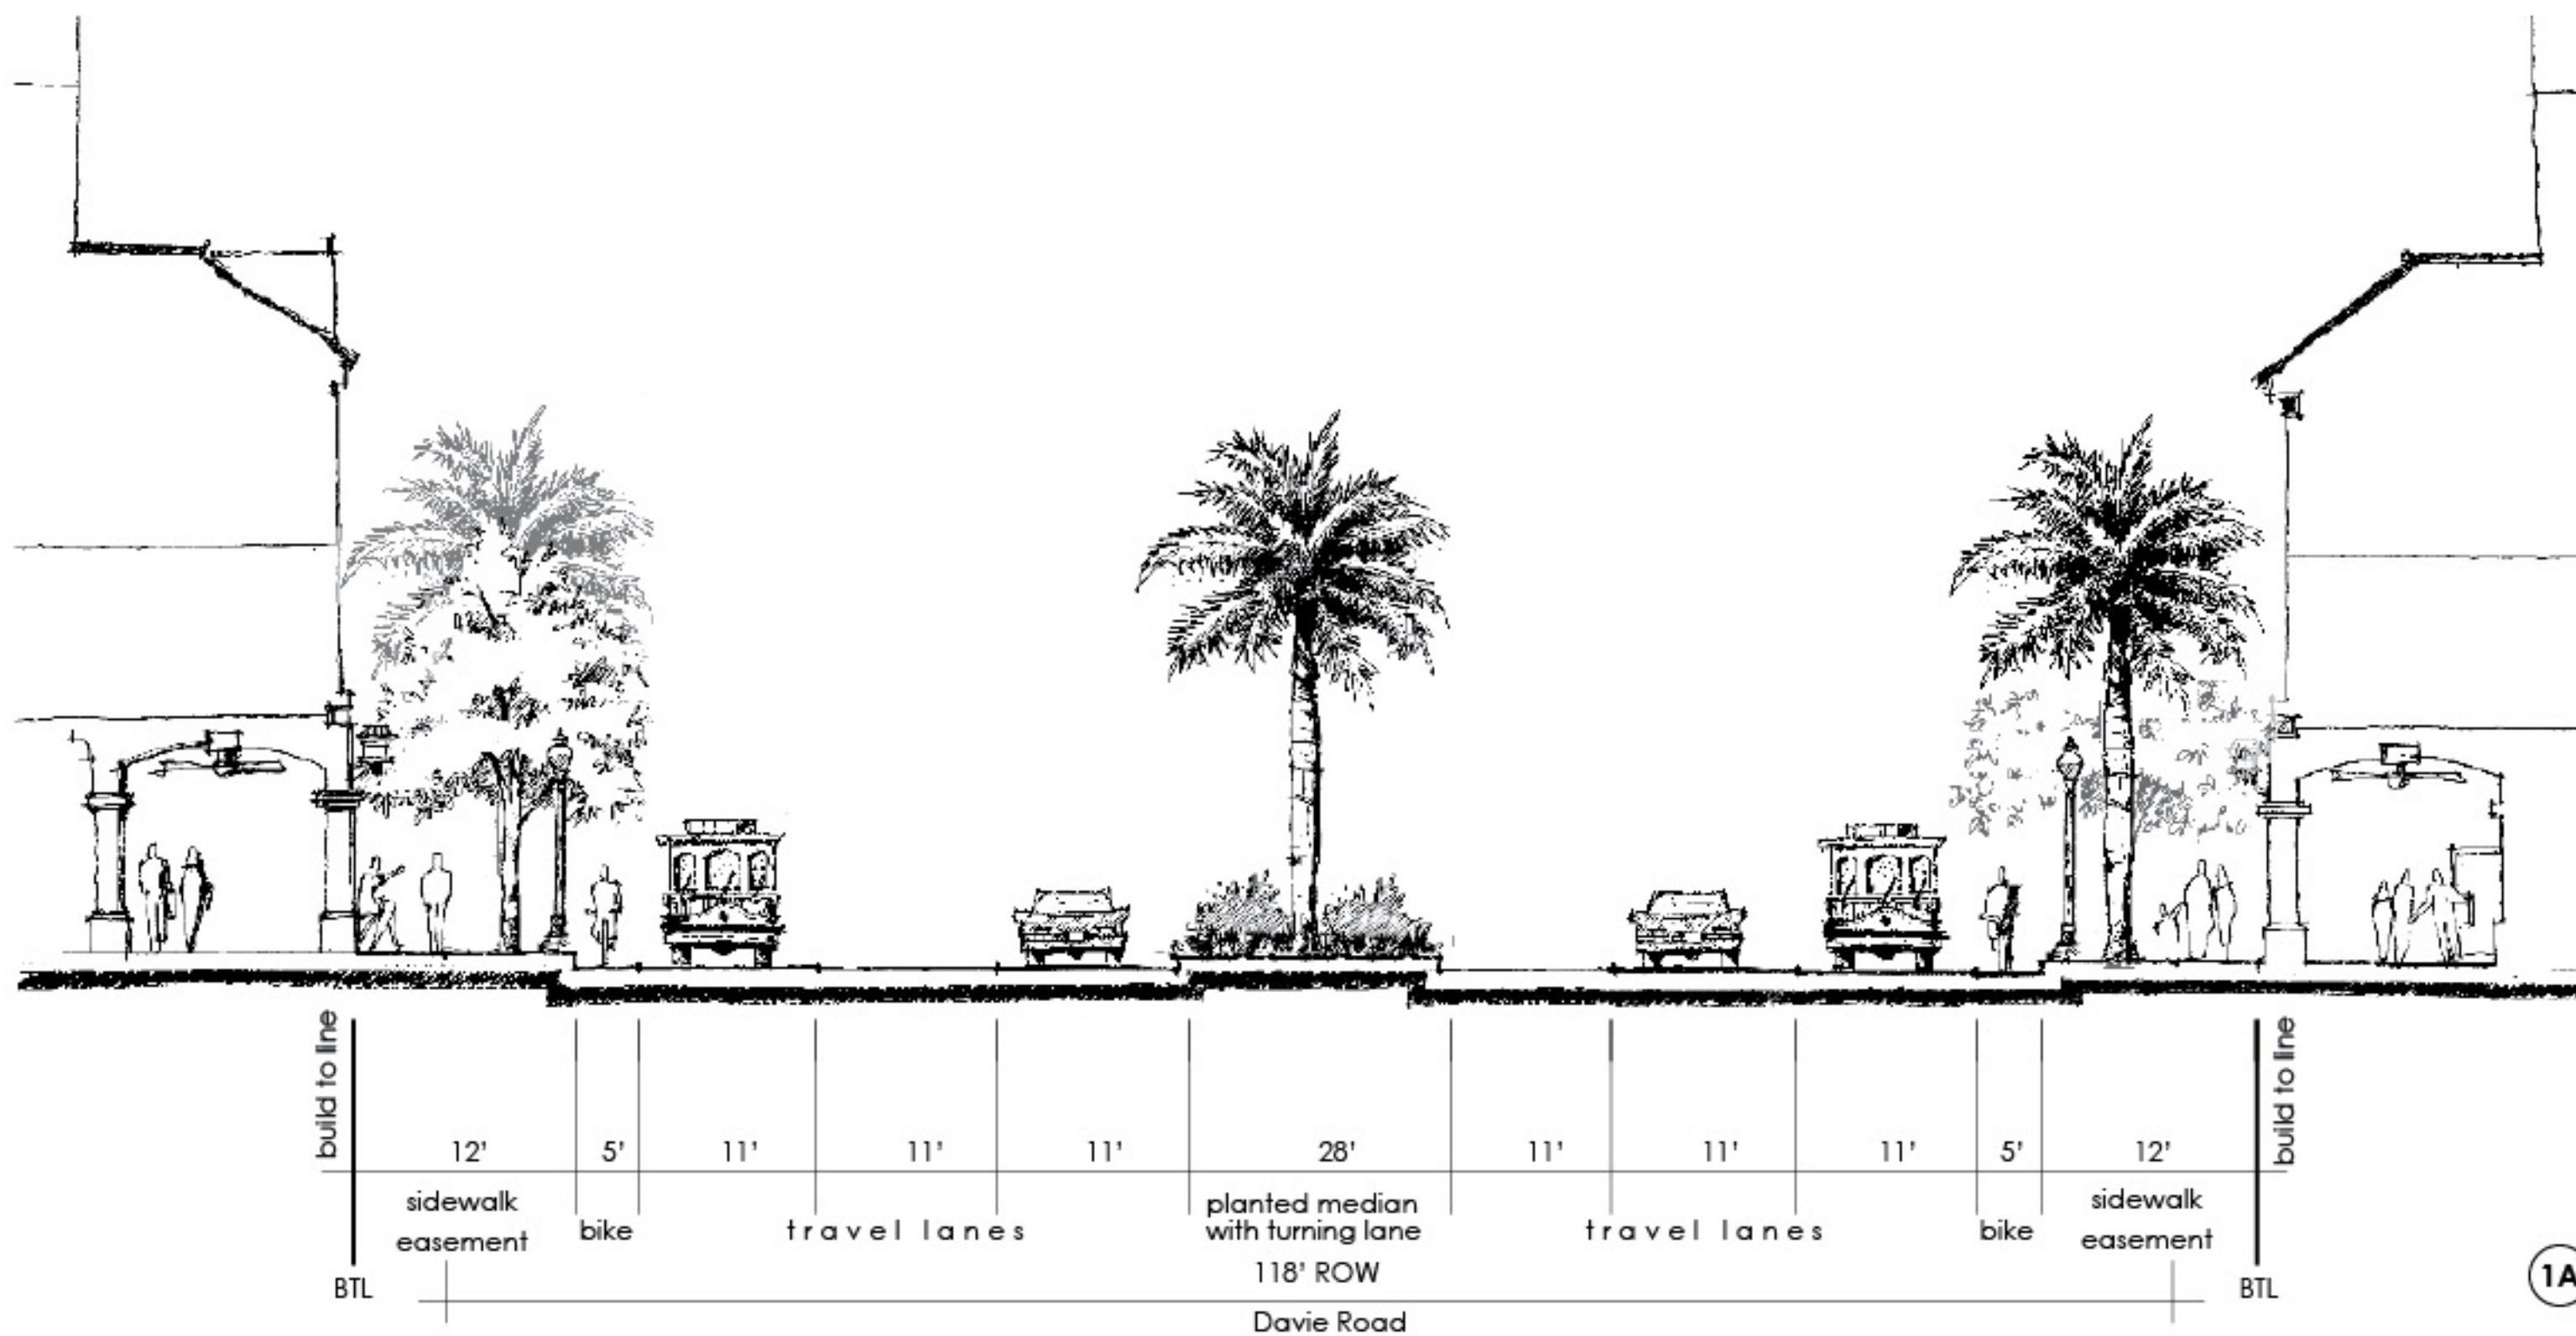 build to line
build to line
12' 5' 11' 11' 11' 28' 11' 11' 11' 5' 12'
sidewalk planted median sidewalk
bike travel lanes with turning lane travel lanes bike
easement easement
118' ROW
BTL BTL
1A
Davie Road